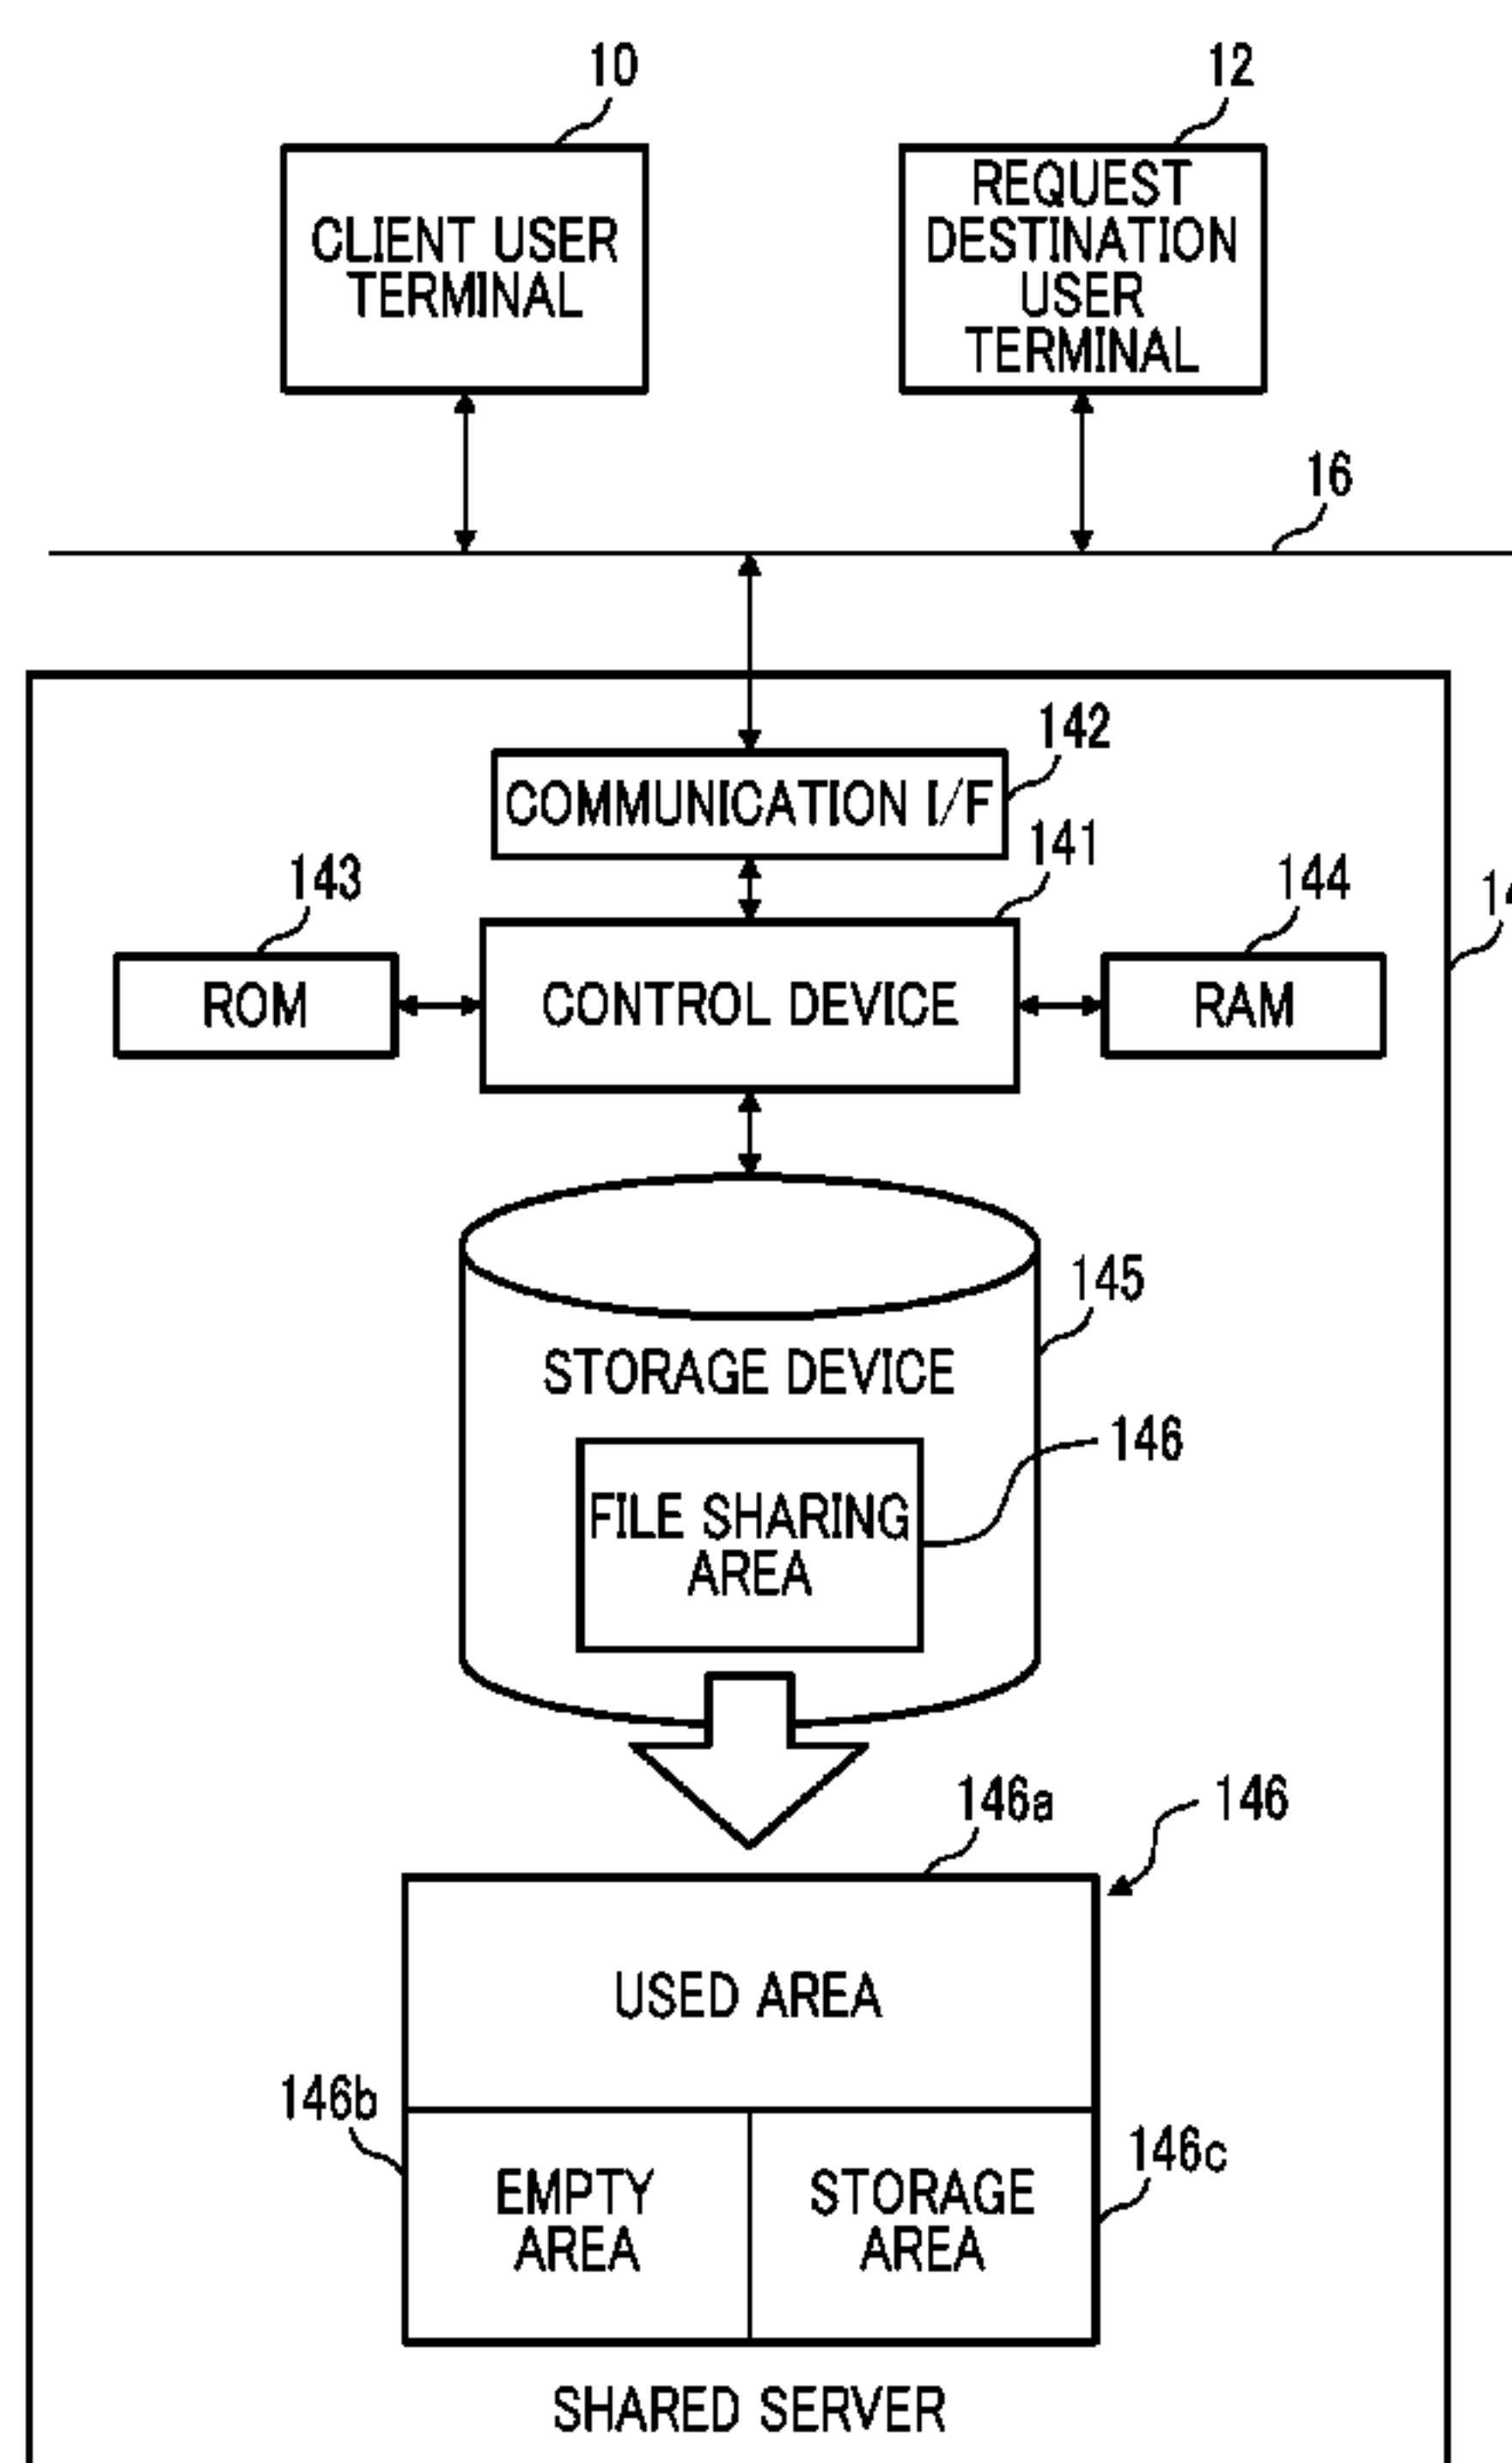 10
12
CLIENT USER
TERMINAL
REQUEST
DESTINATION
USER
TERMINAL
16
142
COMMUNICATION I/F
141
143
144
ROM
CONTROL DEVICE
RAM
145
STORAGE DEVICE
146
FILE SHARING
AREA
146a
146
USED AREA
146b
146c
EMPTY
AREA
STORAGE
AREA
SHARED SERVER